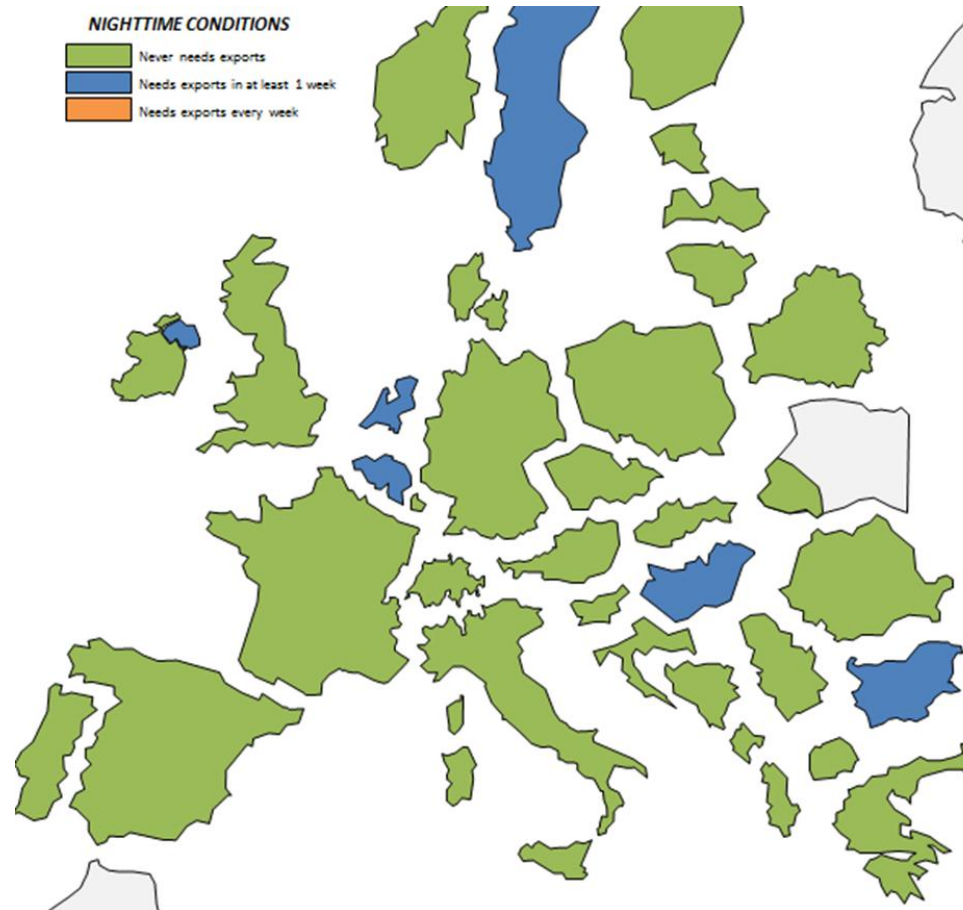 NIGHTTIME CONDITIONS
Never needs exports
Needs exports in at least 1 week
Needs exports every week